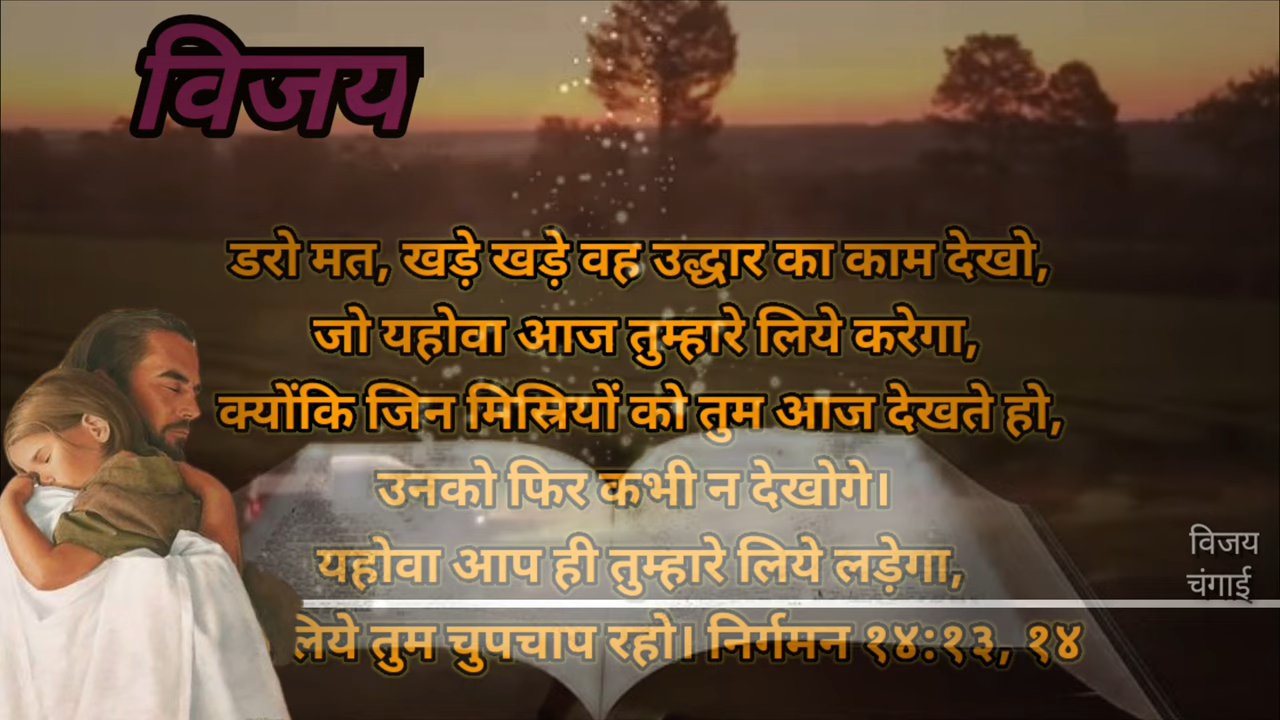 विजय
डरो मत, खड़े खड़े वह उद्धार का काम देखो,
जो यहोवा आज तुम्हारे लिये करेगा,
क्योंकि जिन मिस्रियों को तुम आज देखते हो,
उनको फिर कभी न देखोगे।
यहोवा आप ही तुम्हारे लिये लड़ेगा,
लिये तुम चुपचाप रहो। निर्गमन १४:१३, १४
विजय
चंगाई